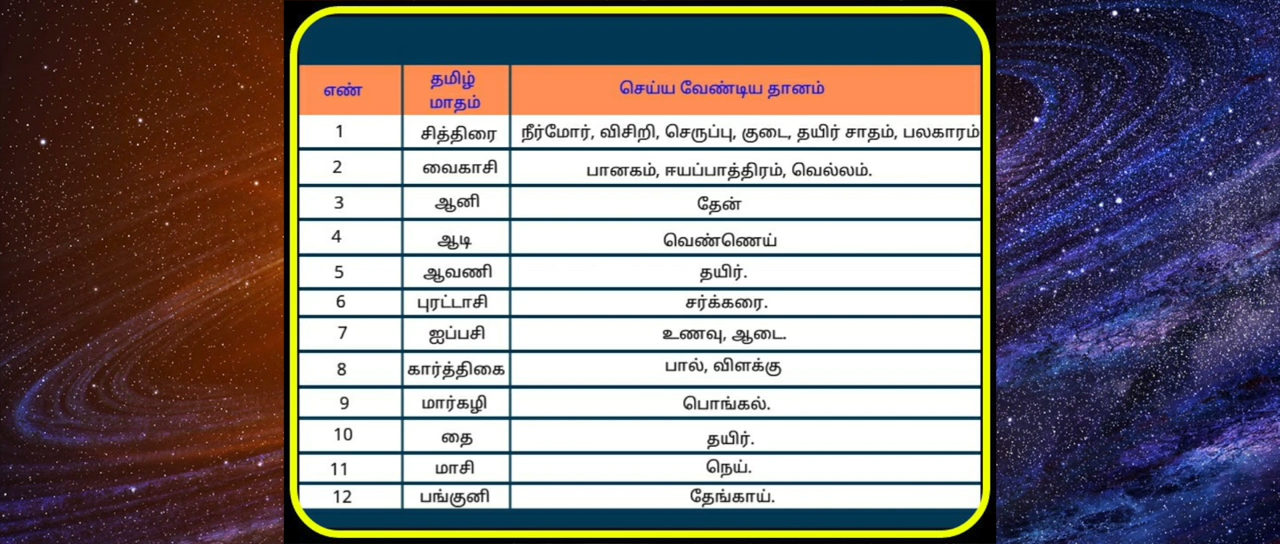 எண் தமிழ் மாதம் செய்ய வேண்டிய தானம்
1 சித்திரை நீர்மோர், விசிறி, செருப்பு, குடை, தயிர் சாதம், பலகாரம்
2 வைகாசி பானகம், ஈயப்பாத்திரம், வெல்லம்.
3 ஆனி தேன்
4 ஆடி வெண்ணெய்
5 ஆவணி தயிர்.
6 புரட்டாசி சர்க்கரை.
7 ஐப்பசி உணவு, ஆடை.
8 கார்த்திகை பால், விளக்கு
9 மார்கழி பொங்கல்.
10 தை தயிர்.
11 மாசி நெய்.
12 பங்குனி தேங்காய்.